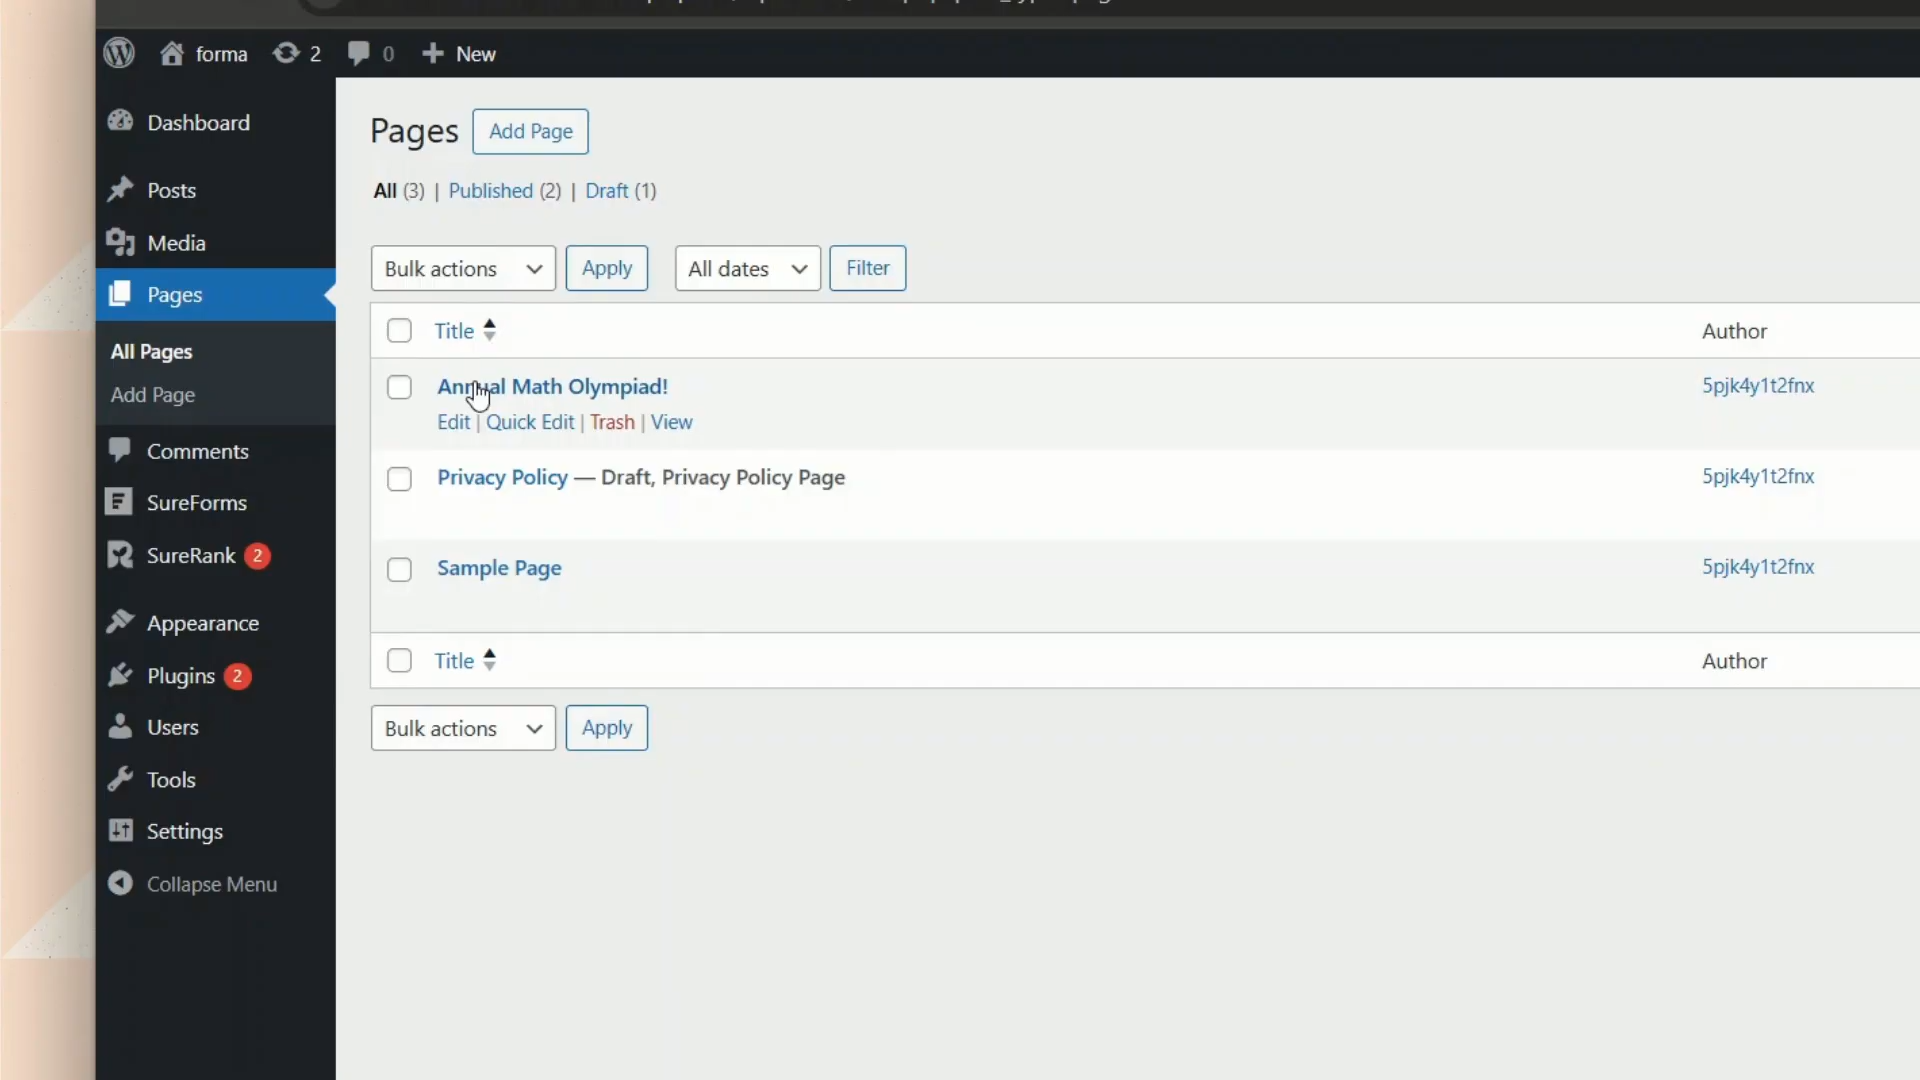 forma 2 0 New
Dashboard
Posts
Media
Pages
All Pages
Add Page
Comments
SureForms
SureRank 2
Appearance
Plugins 2
Users
Tools
Settings
Collapse Menu
Pages Add Page
All (3) | Published (2) | Draft (1)
Bulk actions Apply All dates Filter
Title Author
Annual Math Olympiad! 5pjk4y1t2fnx
Edit | Quick Edit | Trash | View
Privacy Policy — Draft, Privacy Policy Page 5pjk4y1t2fnx
Sample Page 5pjk4y1t2fnx
Title Author
Bulk actions Apply